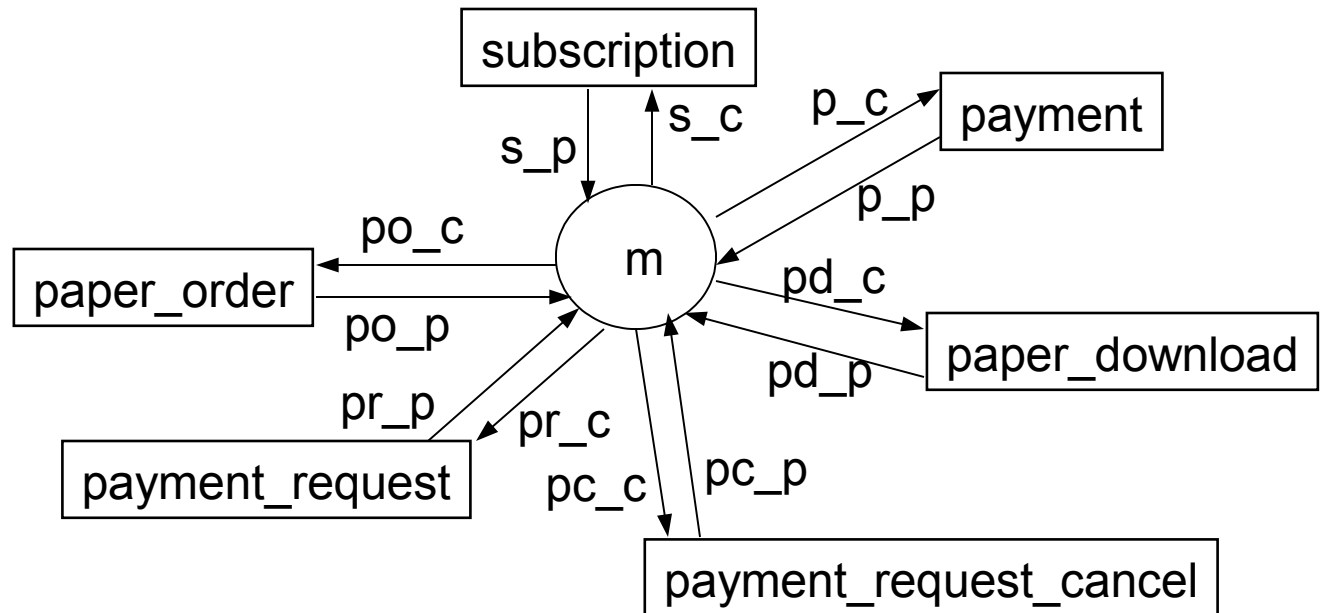 subscription
p_c
payment
s_c
s_p
p_p
po_c
m
paper_order
pd_c
po_p
paper_download
pd_p
pr_p
pr_c
payment_request
pc_c
pc_p
payment_request_cancel